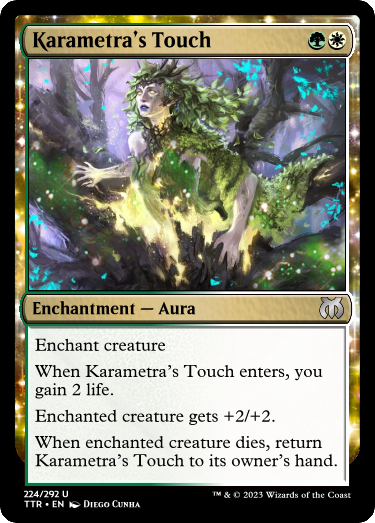 Karametra's Touch
Enchantment — Aura
Enchant creature
When Karametra's Touch enters, you
gain 2 life.
Enchanted creature gets +2/+2.
When enchanted creature dies, return
Karametra's Touch to its owner's hand.
224/292 U
TTR • EN Diego Cunha
™ & © 2023 Wizards of the Coast